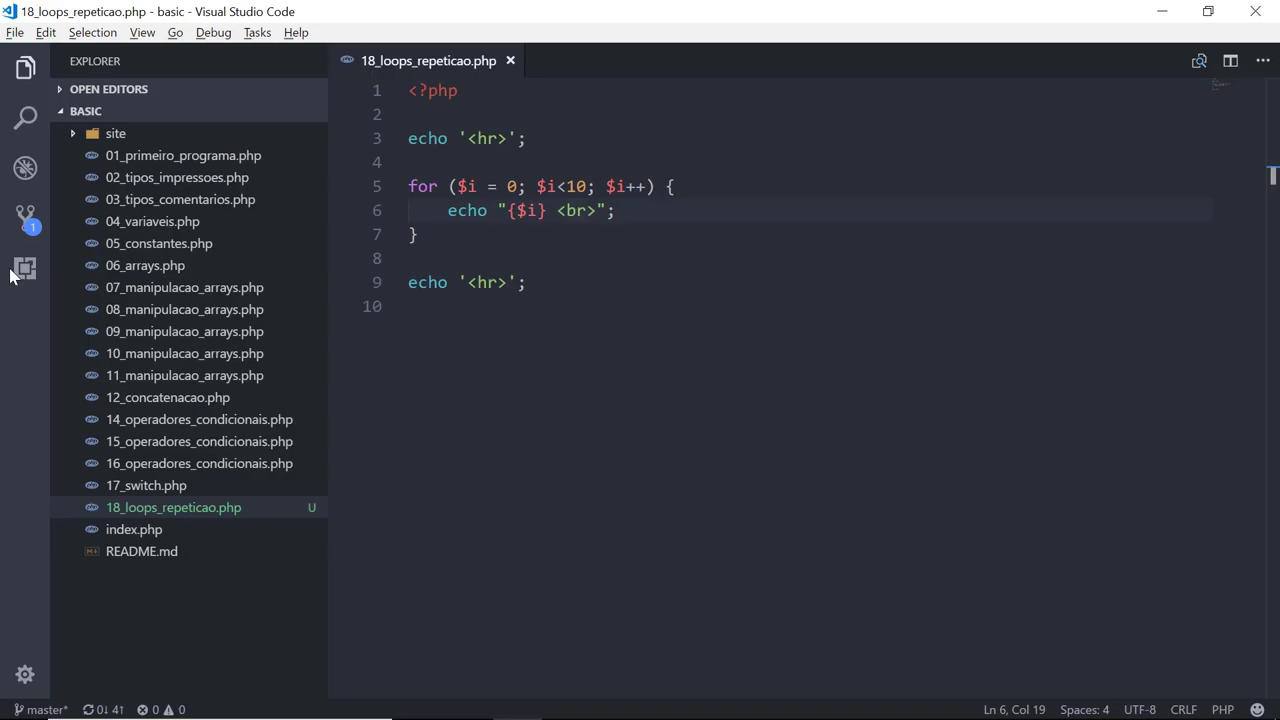 18_loops_repeticao.php - basic - Visual Studio Code
File Edit Selection View Go Debug Tasks Help
EXPLORER
OPEN EDITORS
BASIC
site
01_primeiro_programa.php
02_tipos_impressoes.php
03_tipos_comentarios.php
04_variaveis.php
05_constantes.php
06_arrays.php
07_manipulacao_arrays.php
08_manipulacao_arrays.php
09_manipulacao_arrays.php
10_manipulacao_arrays.php
11_manipulacao_arrays.php
12_concatenacao.php
14_operadores_condicionais.php
15_operadores_condicionais.php
16_operadores_condicionais.php
17_switch.php
18_loops_repeticao.php U
index.php
README.md
1
18_loops_repeticao.php
1 <?php
2
3 echo '<hr>';
4
5 for ($i = 0; $i<10; $i++) {
6 echo "{$i} <br>";
7 }
8
9 echo '<hr>';
10
master* 0↓ 4↑ 0 0 Ln 6, Col 19 Spaces: 4 UTF-8 CRLF PHP